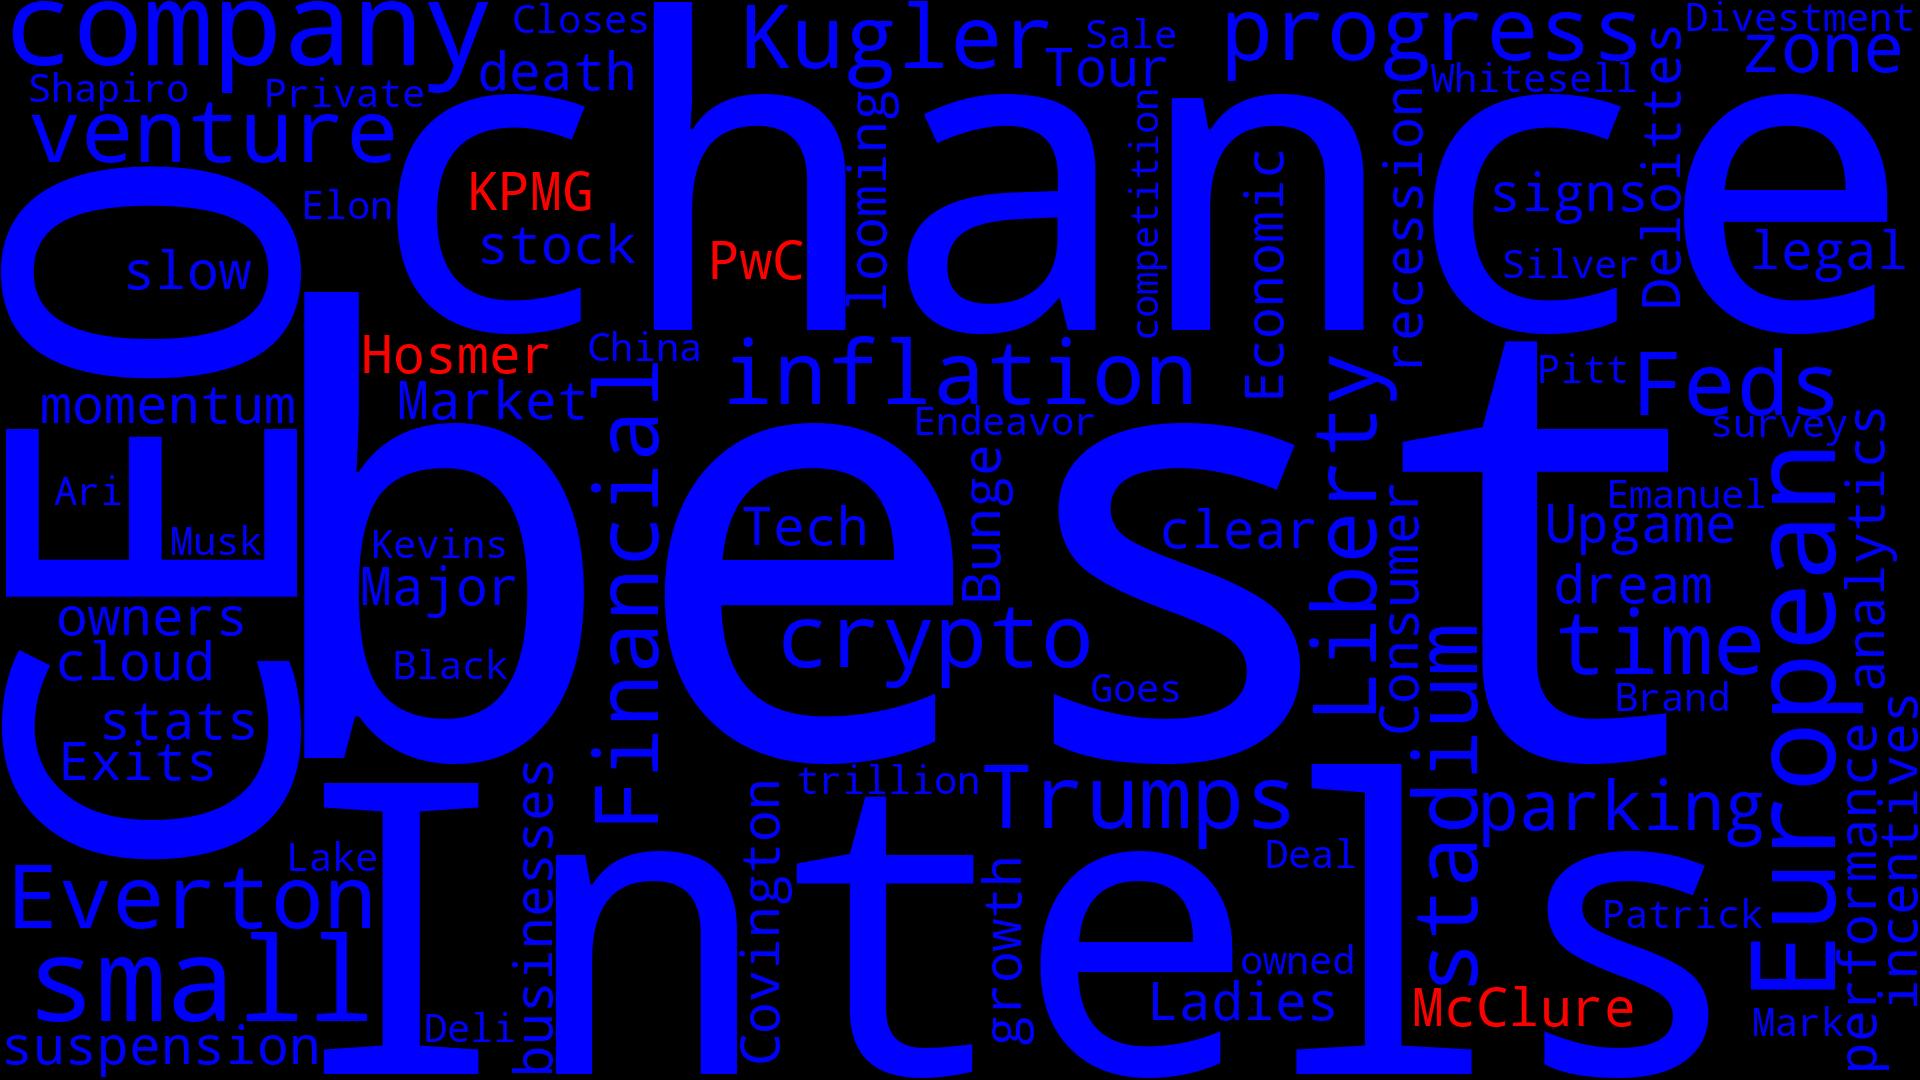 company
Closes
Kugler
Sale
progress
Divestment
zone
Shapiro
Private
death
Tour
Whitesell
venture
chance
looming
competition
Economic
recession
Deloittes
Elon
KPMG
stock
PwC
signs
Silver
legal
slow
CEO
best
Hosmer
China
Market
inflation
Endeavor
Liberty
Pitt
Feds
survey
momentum
Financial
Ari
Musk
Kevins
Major
Black
Tech
Bunge
clear
Consumer
Emanuel
Upgame
dream
time
Brand
European
analytics
owners
cloud
stats
Exits
crypto
Goes
stadium
Intels
trillion
Trumps
parking
businesses
Covington
growth
Deal
performance
incentives
Lake
Everton
small
suspension
Deli
owned
Ladies
Patrick
McClure
Mark